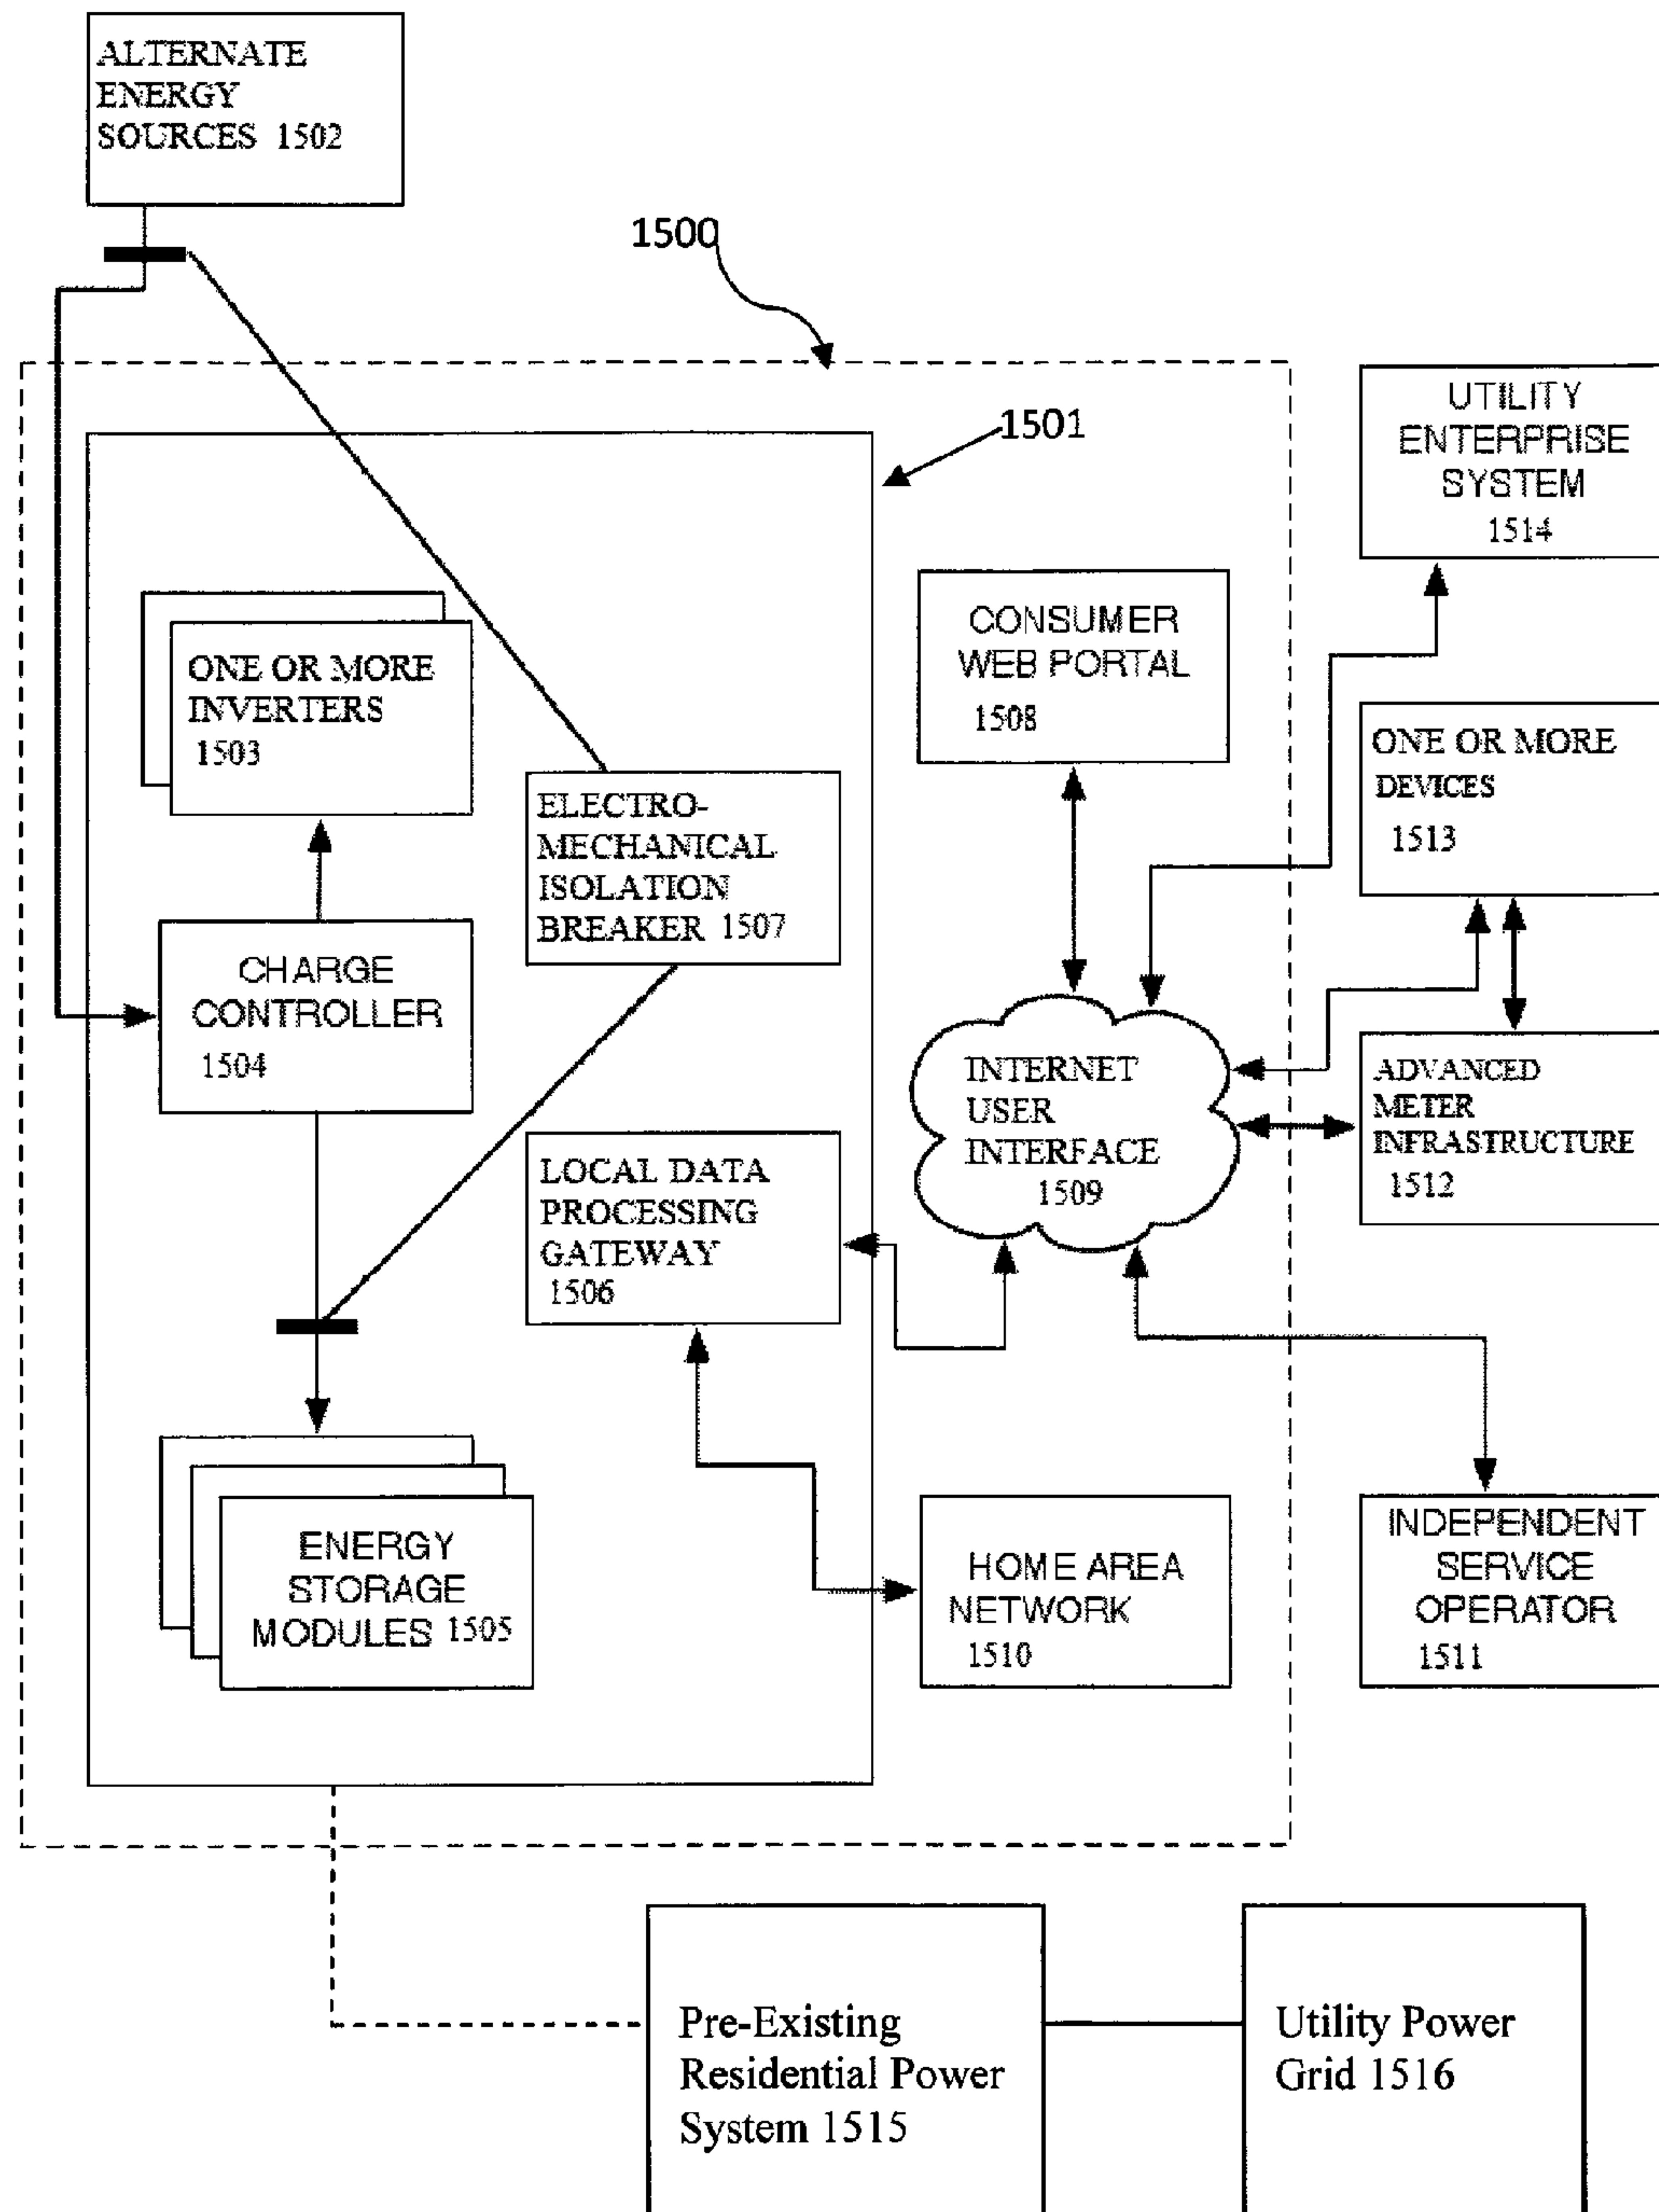 ALTERNATE
ENERGY
SOURCES 1502
1500
1501
UTILITY
ENTERPRISE
SYSTEM
1514
CONSUMER
WEB PORTAL
1508
ONE OR MORE
INVERTERS
1503
ONE OR MORE
DEVICES
1513
ELECTRO-
MECHANICAL
ISOLATION
BREAKER 1507
CHARGE
CONTROLLER
1504
INTERNET
USER
INTERFACE
1509
ADVANCED
METER
INFRASTRUCTURE
1512
LOCAL DATA
PROCESSING
GATEWAY
1506
ENERGY
STORAGE
MODULES 1505
HOME AREA
NETWORK
1510
INDEPENDENT
SERVICE
OPERATOR
1511
Pre-Existing
Residential Power
System 1515
Utility Power
Grid 1516